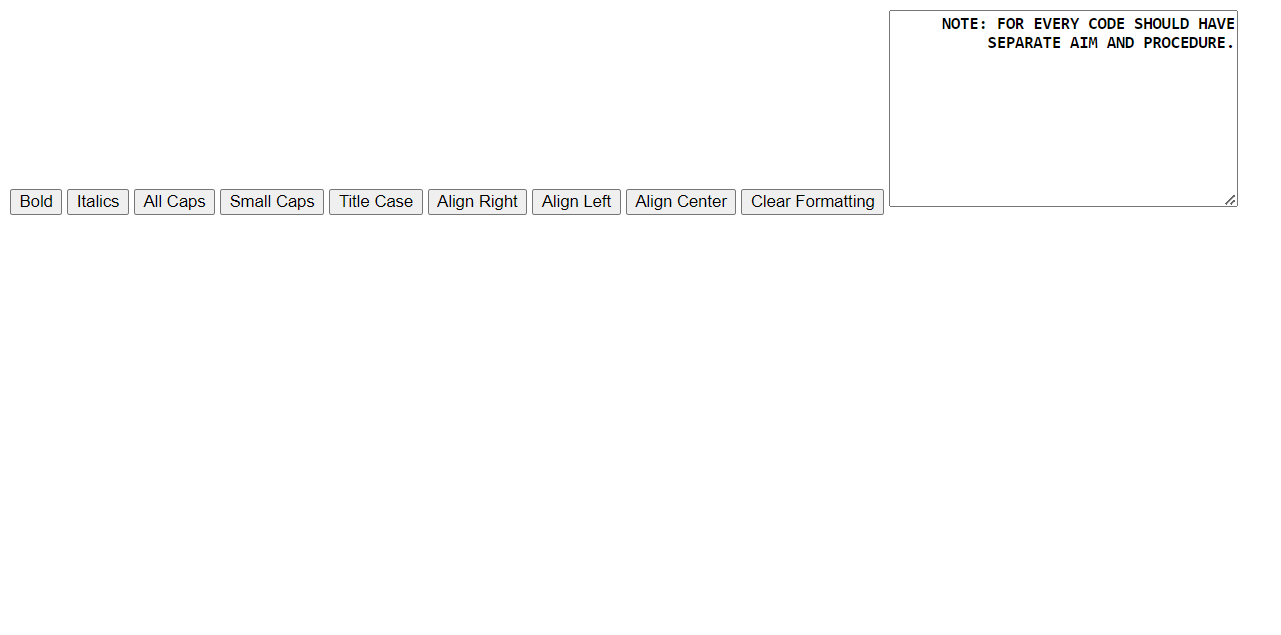 NOTE: FOR EVERY CODE SHOULD HAVE
SEPARATE AIM AND PROCEDURE.
Bold Italics All Caps Small Caps Title Case Align Right Align Left Align Center Clear Formatting